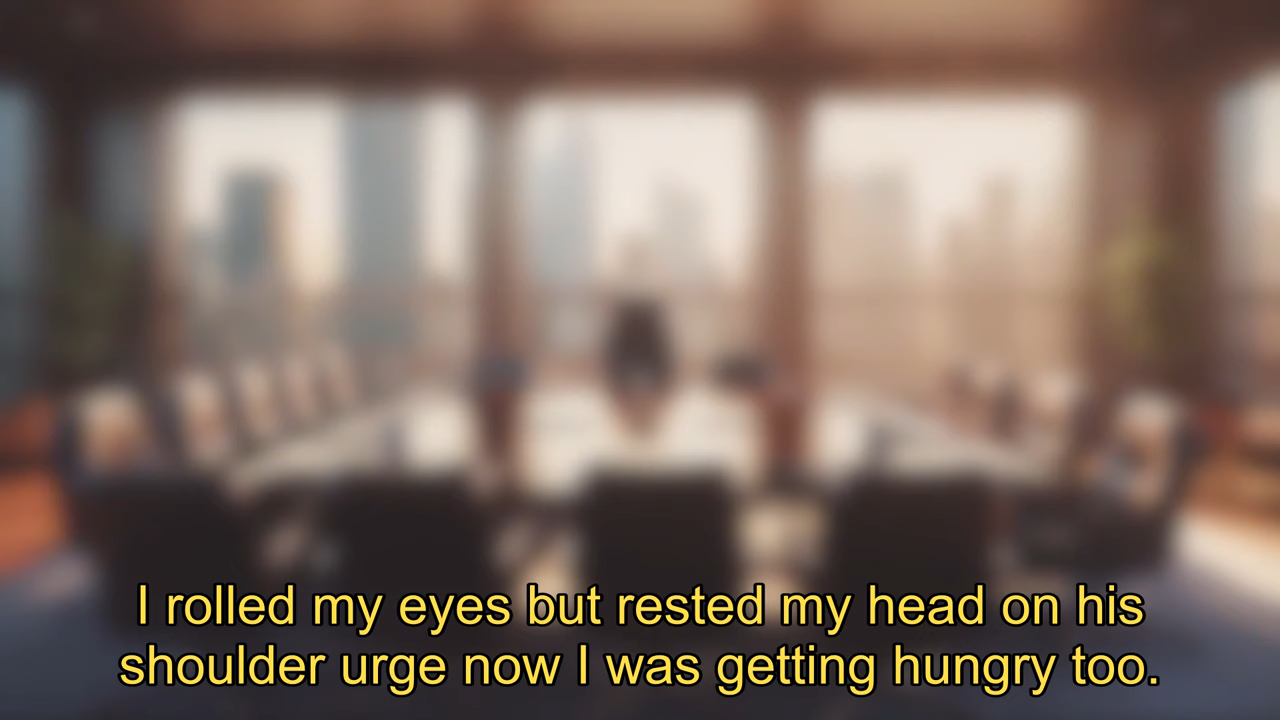 I rolled my eyes but rested my head on his
shoulder urge now I was getting hungry too.